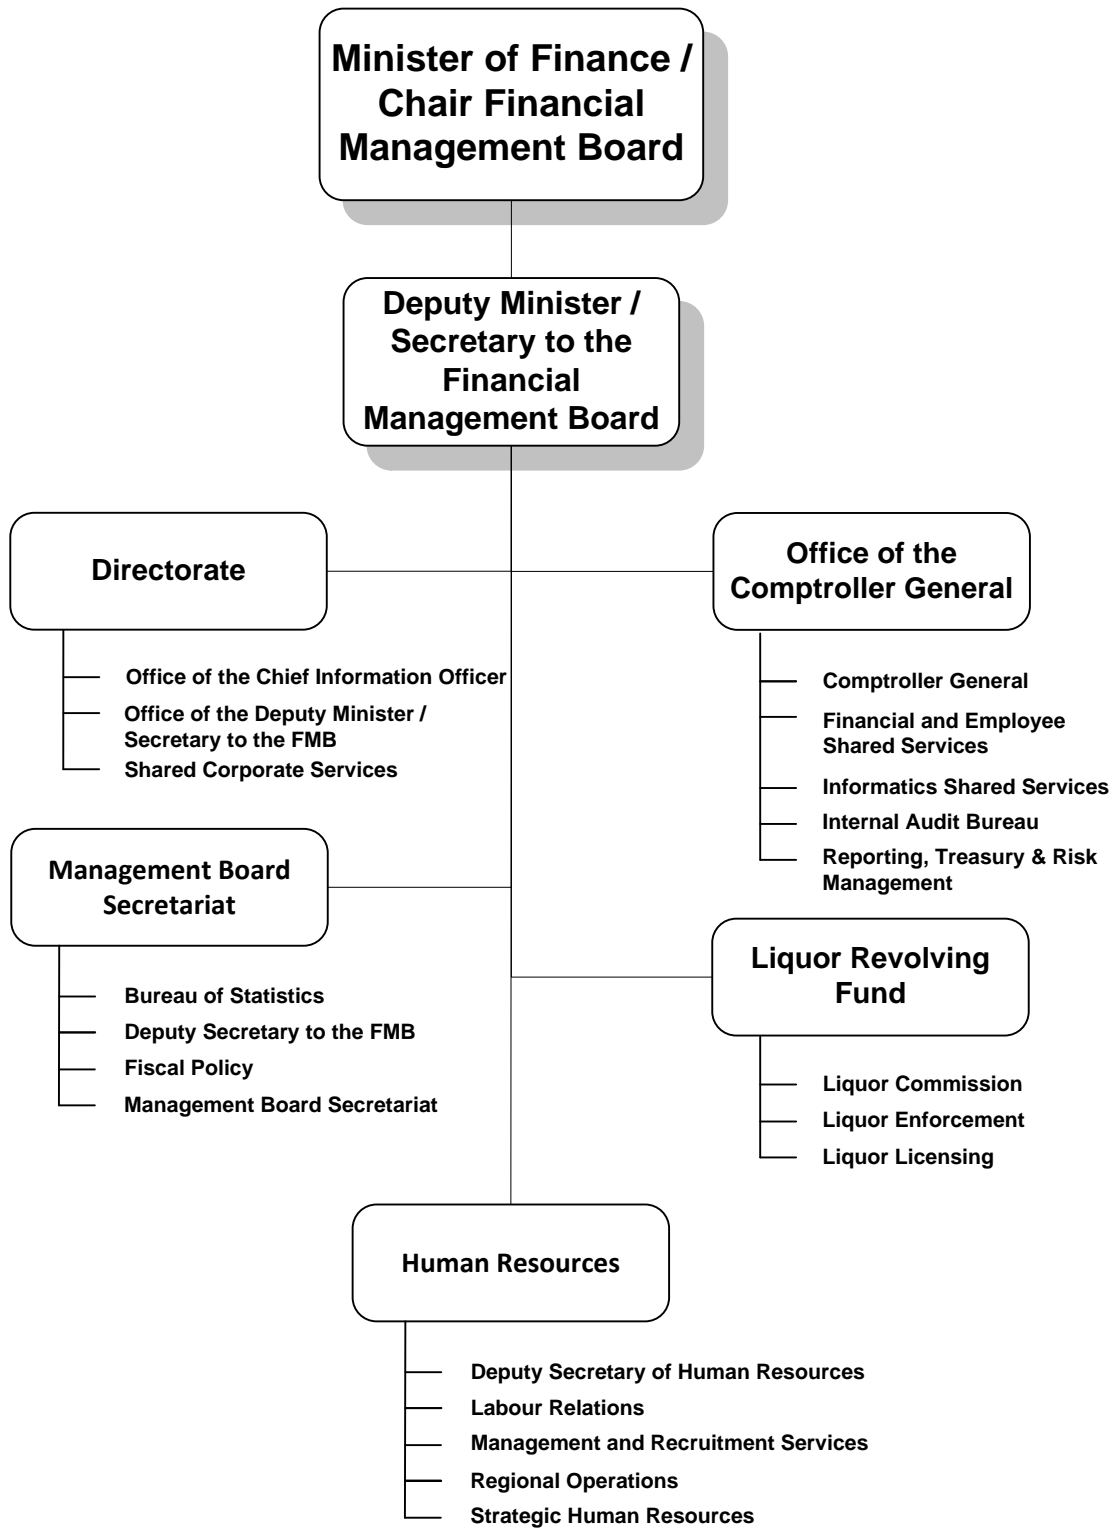 Minister of Finance /
Chair Financial
Management Board
Deputy Minister /
Secretary to the
Financial
Management Board
Directorate
Office of the Chief Information Officer
Office of the Deputy Minister /
Secretary to the FMB
Shared Corporate Services
Office of the
Comptroller General
Comptroller General
Financial and Employee
Shared Services
Informatics Shared Services
Internal Audit Bureau
Reporting, Treasury & Risk
Management
Management Board
Secretariat
Bureau of Statistics
Deputy Secretary to the FMB
Fiscal Policy
Management Board Secretariat
Liquor Revolving
Fund
Liquor Commission
Liquor Enforcement
Liquor Licensing
Human Resources
Deputy Secretary of Human Resources
Labour Relations
Management and Recruitment Services
Regional Operations
Strategic Human Resources